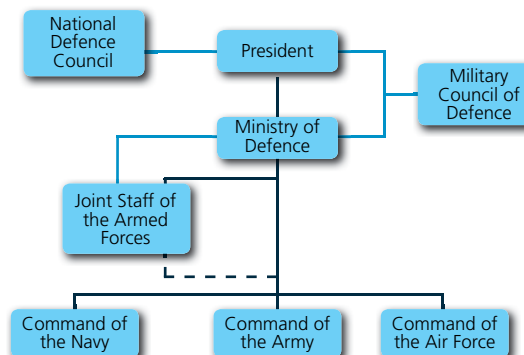 National
Defence
Council
President
Military
Council of
Defence
Ministry of
Defence
Joint Staff of
the Armed
Forces
Command of
the Navy
Command of
the Army
Command of
the Air Force